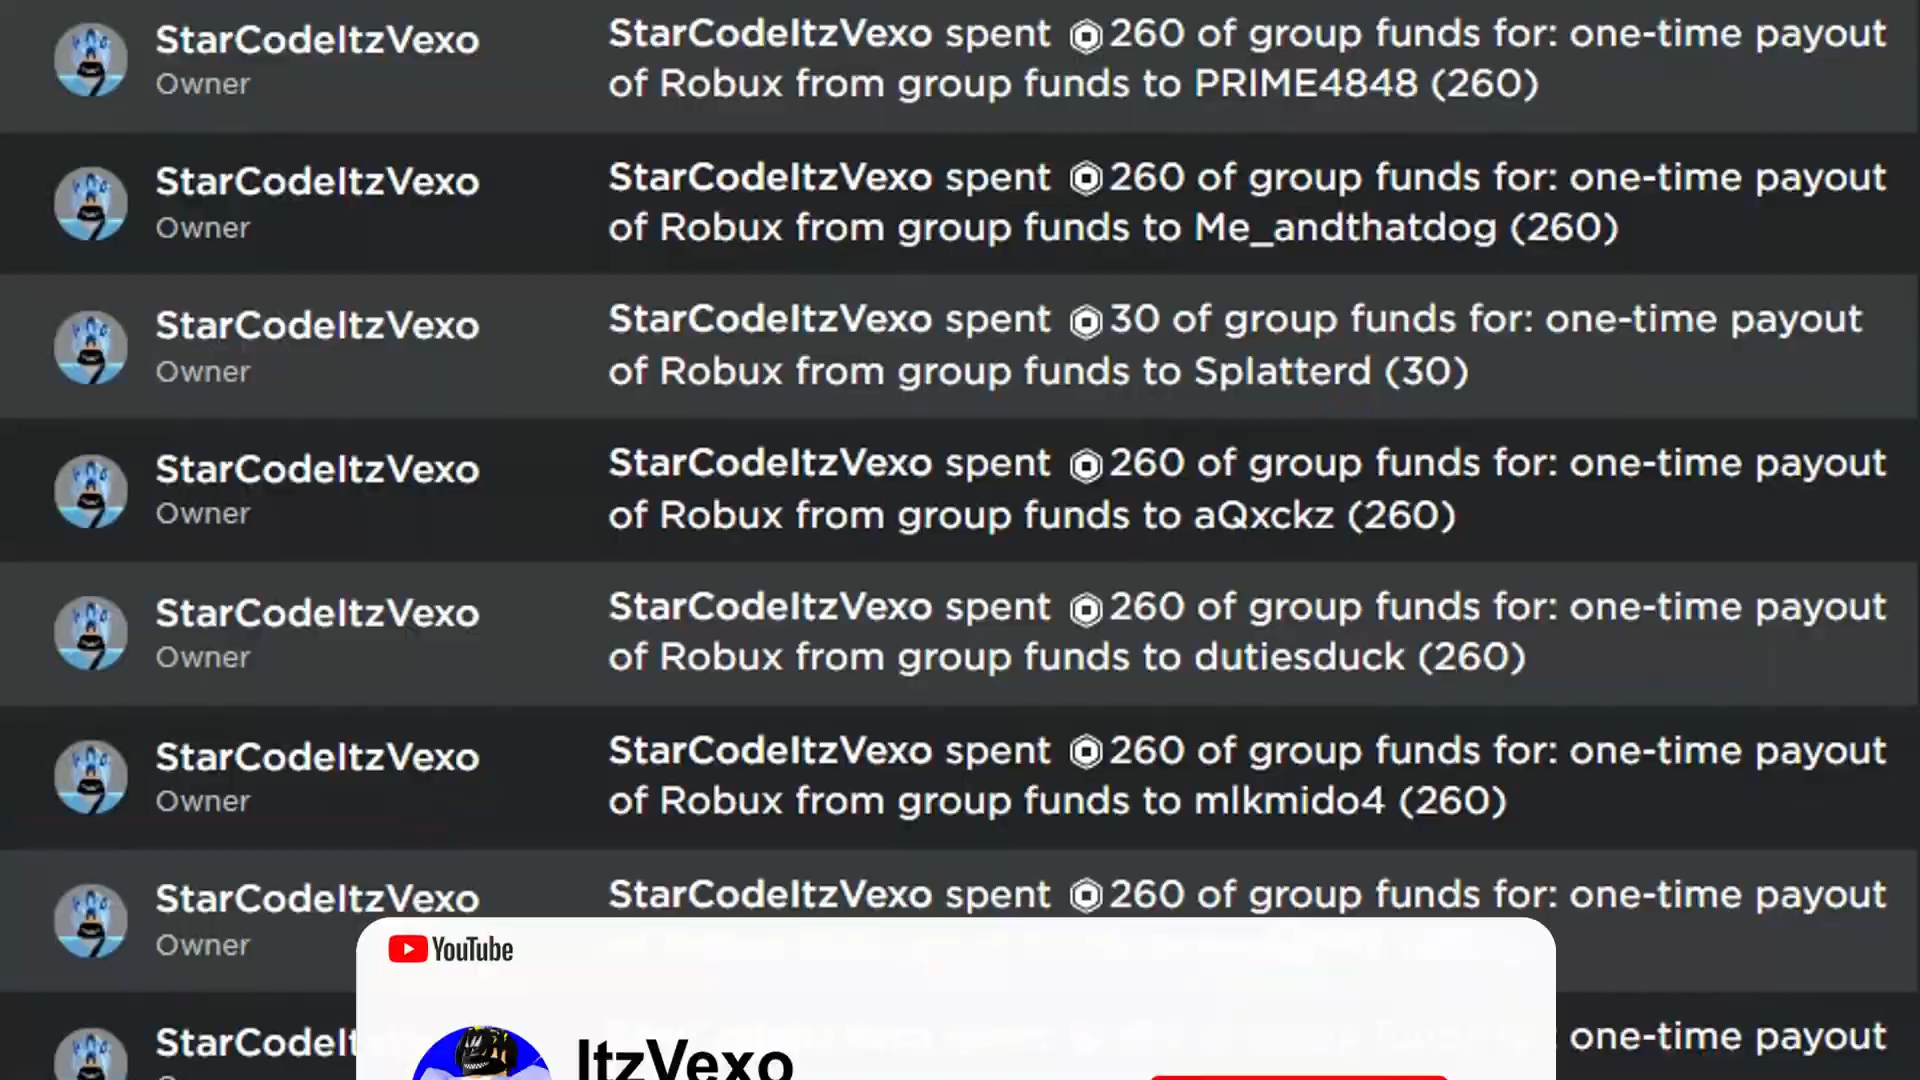 StarCodeItzVexo
Owner
StarCodeItzVexo spent 260 of group funds for: one-time payout
of Robux from group funds to PRIME4848 (260)
StarCodeItzVexo
Owner
StarCodeItzVexo spent 260 of group funds for: one-time payout
of Robux from group funds to Me_andthatdog (260)
StarCodeItzVexo
Owner
StarCodeItzVexo spent 30 of group funds for: one-time payout
of Robux from group funds to Splatterd (30)
StarCodeItzVexo
Owner
StarCodeItzVexo spent 260 of group funds for: one-time payout
of Robux from group funds to aQxckz (260)
StarCodeItzVexo
Owner
StarCodeItzVexo spent 260 of group funds for: one-time payout
of Robux from group funds to dutiesduck (260)
StarCodeItzVexo
Owner
StarCodeItzVexo spent 260 of group funds for: one-time payout
of Robux from group funds to mlkmido4 (260)
StarCodeItzVexo
Owner
StarCodeItzVexo spent 260 of group funds for: one-time payout
YouTube
StarCodeIt
one-time payout
ItzVexo